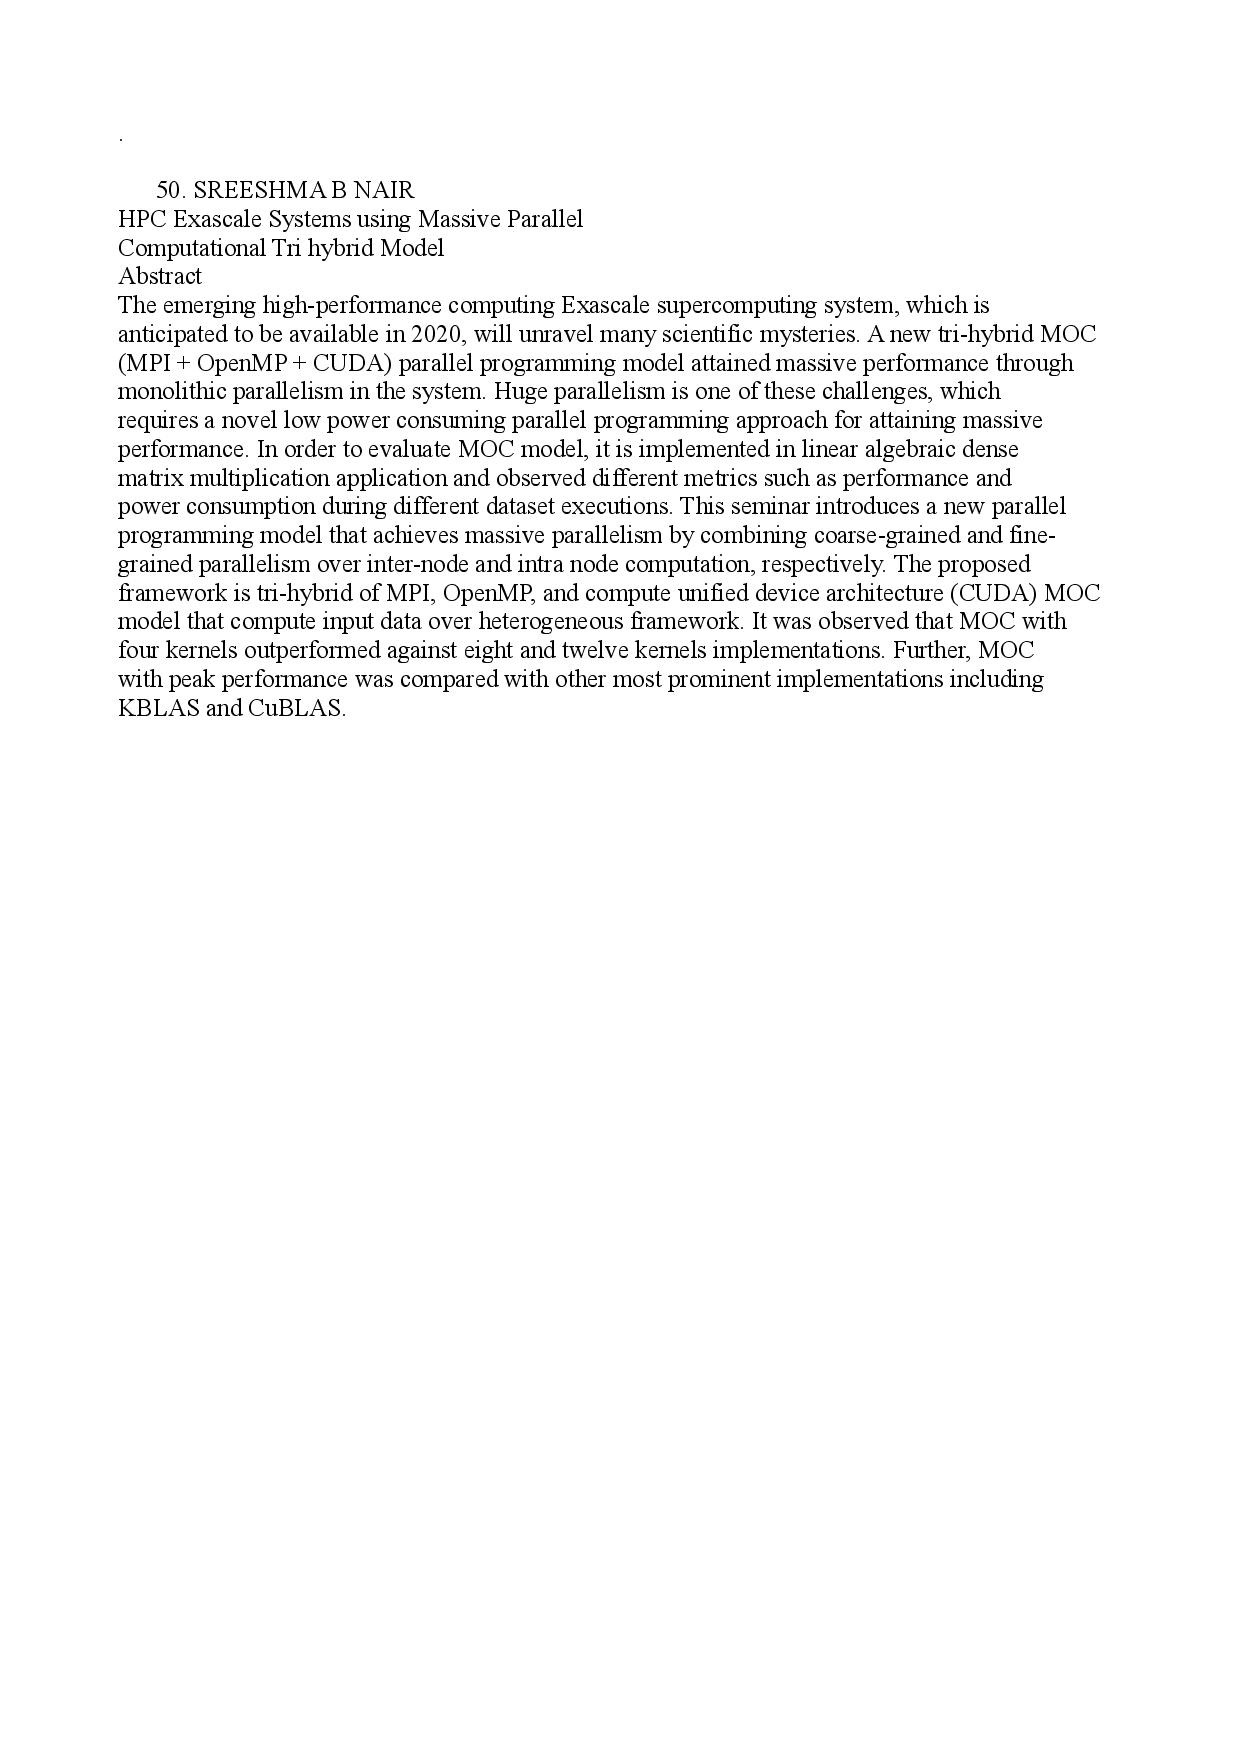 .
50. SREESHMA B NAIR
HPC Exascale Systems using Massive Parallel
Computational Tri hybrid Model
Abstract
The emerging high-performance computing Exascale supercomputing system, which is
anticipated to be available in 2020, will unravel many scientific mysteries. A new tri-hybrid MOC
(MPI + OpenMP + CUDA) parallel programming model attained massive performance through
monolithic parallelism in the system. Huge parallelism is one of these challenges, which
requires a novel low power consuming parallel programming approach for attaining massive
performance. In order to evaluate MOC model, it is implemented in linear algebraic dense
matrix multiplication application and observed different metrics such as performance and
power consumption during different dataset executions. This seminar introduces a new parallel
programming model that achieves massive parallelism by combining coarse-grained and fine-
grained parallelism over inter-node and intra node computation, respectively. The proposed
framework is tri-hybrid of MPI, OpenMP, and compute unified device architecture (CUDA) MOC
model that compute input data over heterogeneous framework. It was observed that MOC with
four kernels outperformed against eight and twelve kernels implementations. Further, MOC
with peak performance was compared with other most prominent implementations including
KBLAS and CuBLAS.